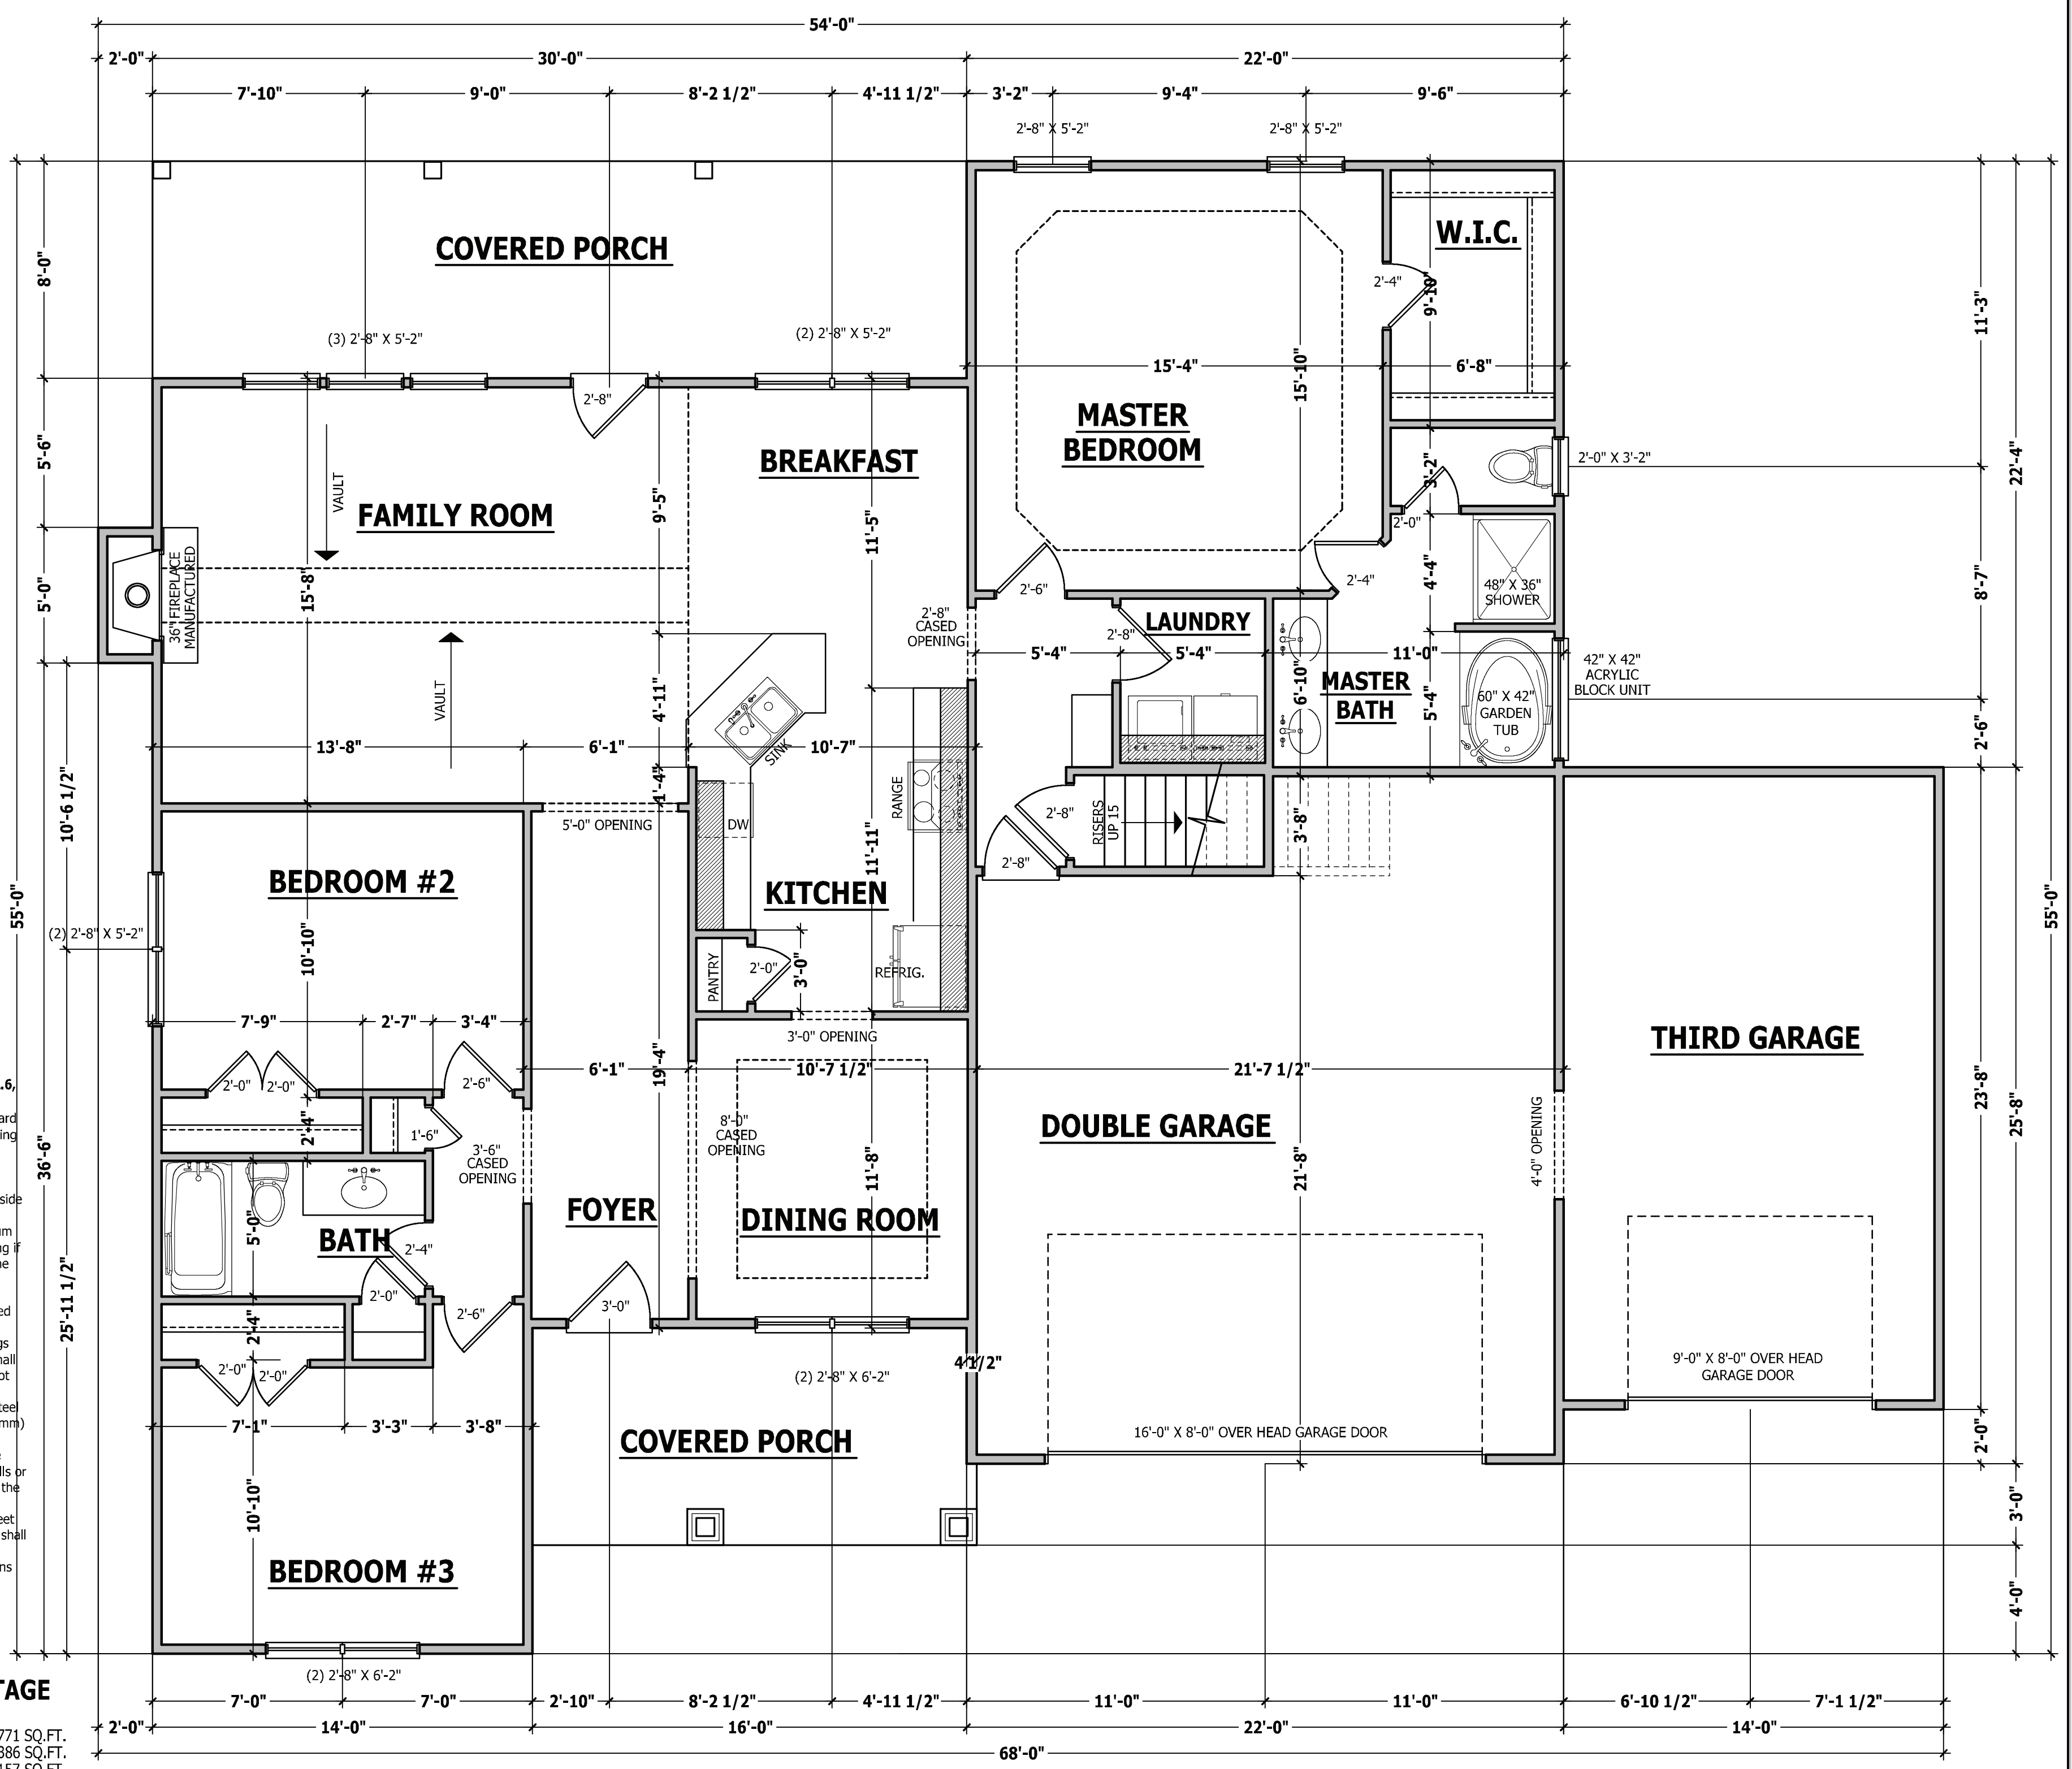 54'-0"
2'-0"
30'-0"
22'-0"
7'-10"
9'-0"
8'-2 1/2"
4'-11 1/2"
3'-2"
9'-4"
9'-6"
2'-8" X 5'-2"
2'-8" X 5'-2"
COVERED PORCH
W.I.C.
8'-0"
2'-4"
9'-10"
11'-3"
(3) 2'-8" X 5'-2"
(2) 2'-8" X 5'-2"
15'-4"
15'-10"
6'-8"
2'-8"
MASTER
BEDROOM
BREAKFAST
5'-6"
VAULT
FAMILY ROOM
9'-5"
11'-5"
3'-2"
2'-0" X 3'-2"
22'-4"
2'-0"
36" FIREPLACE
MANUFACTURED
15'-8"
5'-0"
2'-6"
2'-4"
4'-4"
48" X 36"
SHOWER
8'-7"
2'-8"
CASED
OPENING
LAUNDRY
2'-8"
5'-4"
5'-4"
11'-0"
VAULT
4'-11"
SINK
6'-10"
MASTER
BATH
5'-4"
60" X 42"
GARDEN
TUB
42" X 42"
ACRYLIC
BLOCK UNIT
2'-6"
13'-8"
6'-1"
10'-7"
10'-6 1/2"
1'-4"
5'-0" OPENING
DW
RANGE
2'-8"
RISERS
UP 15
3'-8"
2'-8"
BEDROOM #2
KITCHEN
11'-11"
55'-0"
55'-0"
(2) 2'-8" X 5'-2"
10'-10"
PANTRY
2'-0"
3'-0"
REFRIG.
7'-9"
2'-7"
3'-4"
3'-0" OPENING
THIRD GARAGE
6'-1"
19'-4"
10'-7 1/2"
21'-7 1/2"
2'-0"
2'-0"
2'-6"
.6,
ard
ing
23'-8"
25'-8"
2'-4"
1'-6"
3'-6"
CASED
OPENING
8'-0"
CASED
OPENING
11'-8"
DOUBLE GARAGE
21'-8"
4'-0" OPENING
36'-6"
side
FOYER
DINING ROOM
BATH
5'-0"
2'-4"
2'-0"
25'-11 1/2"
2'-6"
3'-0"
2'-4"
2'-0"
2'-0"
(2) 2'-8" X 6'-2"
4 1/2"
9'-0" X 8'-0" OVER HEAD
GARAGE DOOR
7'-1"
3'-3"
3'-8"
COVERED PORCH
16'-0" X 8'-0" OVER HEAD GARAGE DOOR
2'-0"
lls or
the
10'-10"
3'-0"
shall
BEDROOM #3
4'-0"
(2) 2'-8" X 6'-2"
TAGE
7'-0"
7'-0"
2'-10"
8'-2 1/2"
4'-11 1/2"
11'-0"
11'-0"
6'-10 1/2"
7'-1 1/2"
2'-0"
14'-0"
16'-0"
22'-0"
14'-0"
771 SQ.FT.
386 SQ.FT.
68'-0"